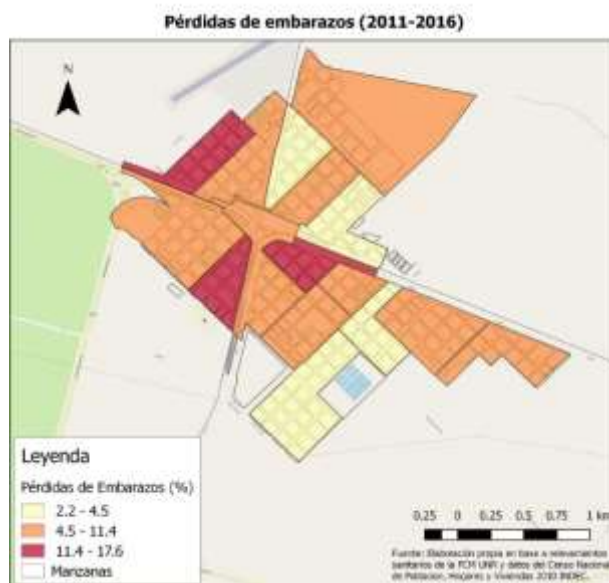 Pérdidas de embarazos (2011-2016)
N
Leyenda
Pérdidas de Embarazos (%)
2.2 - 4.5
4.5 - 11.4
11.4 - 17.6
Manzanas
0.25 0 0.25 0.5 0.75 1 km
Fuente: Elaboración propia en base a relevamientos
sanitarios de la FCM UNR y datos del Censo Nacional
de Población, Hogares y Viviendas 2010 INDEC.